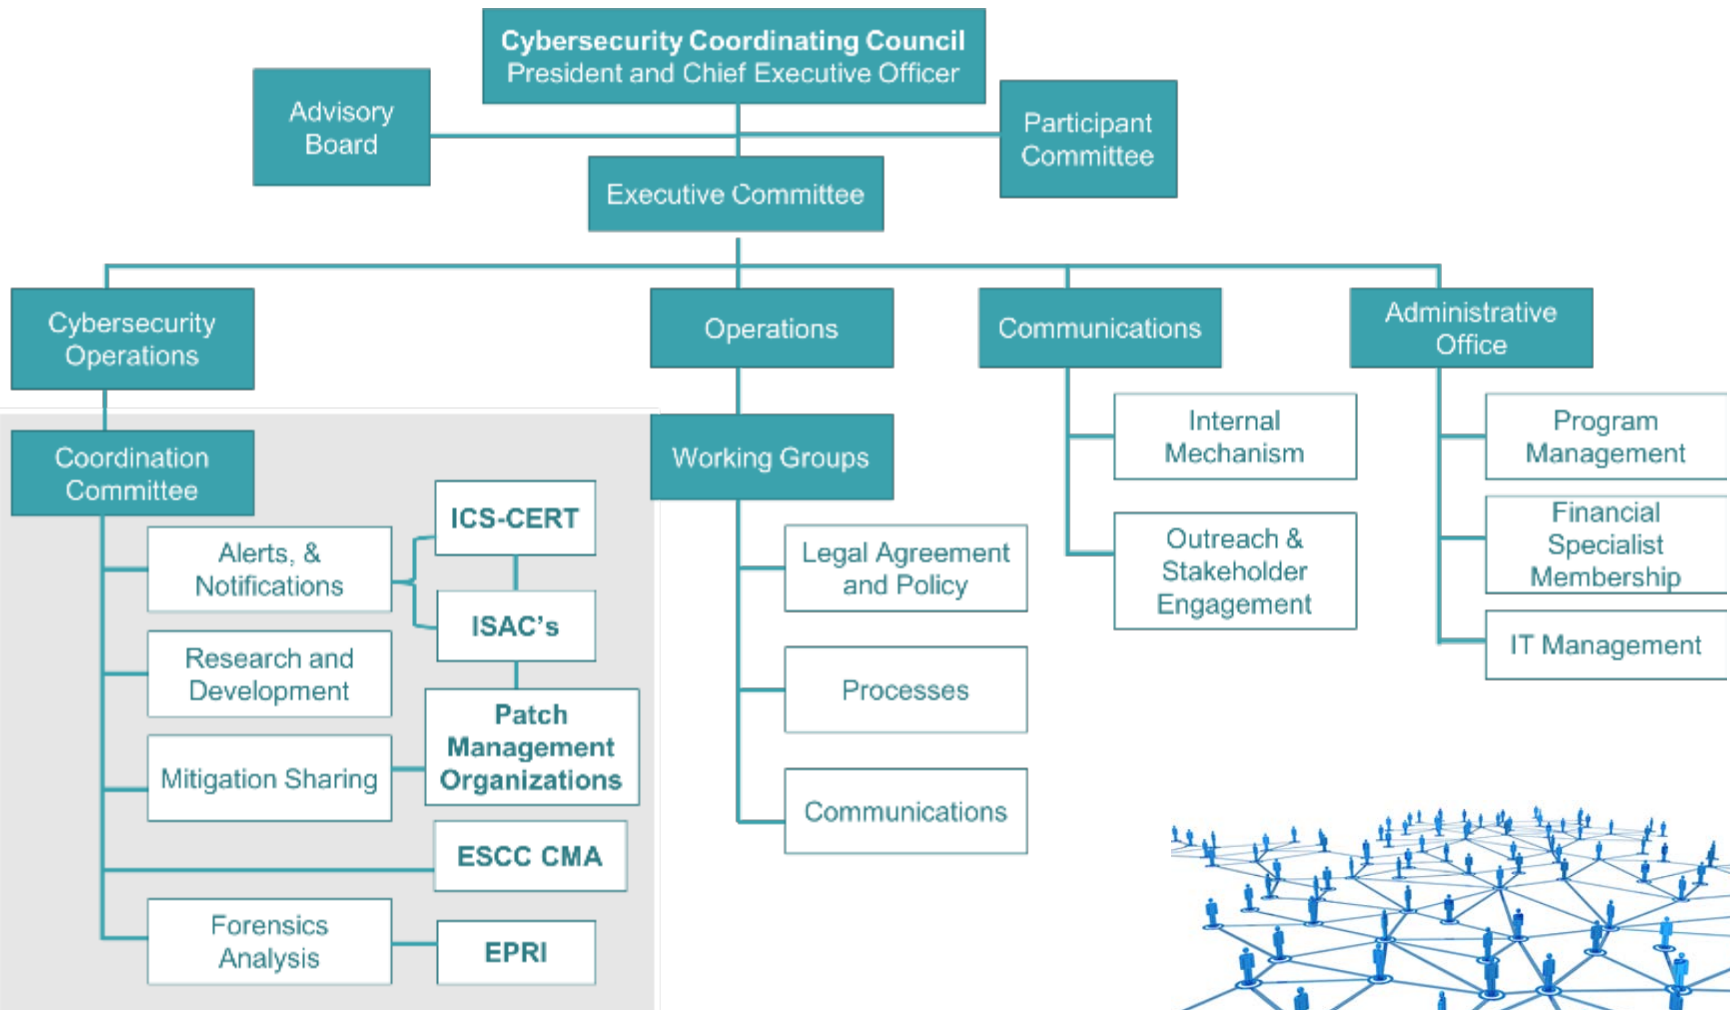 Cybersecurity Coordinating Council
President and Chief Executive Officer
Advisory
Board
Participant
Committee
Executive Committee
Cybersecurity
Operations
Operations
Communications
Administrative
Office
Coordination
Committee
Alerts, &
Notifications
ICS-CERT
ISAC’s
Research and
Development
Mitigation Sharing
Patch
Management
Organizations
ESCC CMA
Forensics
Analysis
EPRI
Working Groups
Legal Agreement
and Policy
Processes
Communications
Internal
Mechanism
Outreach &
Stakeholder
Engagement
Program
Management
Financial
Specialist
Membership
IT Management